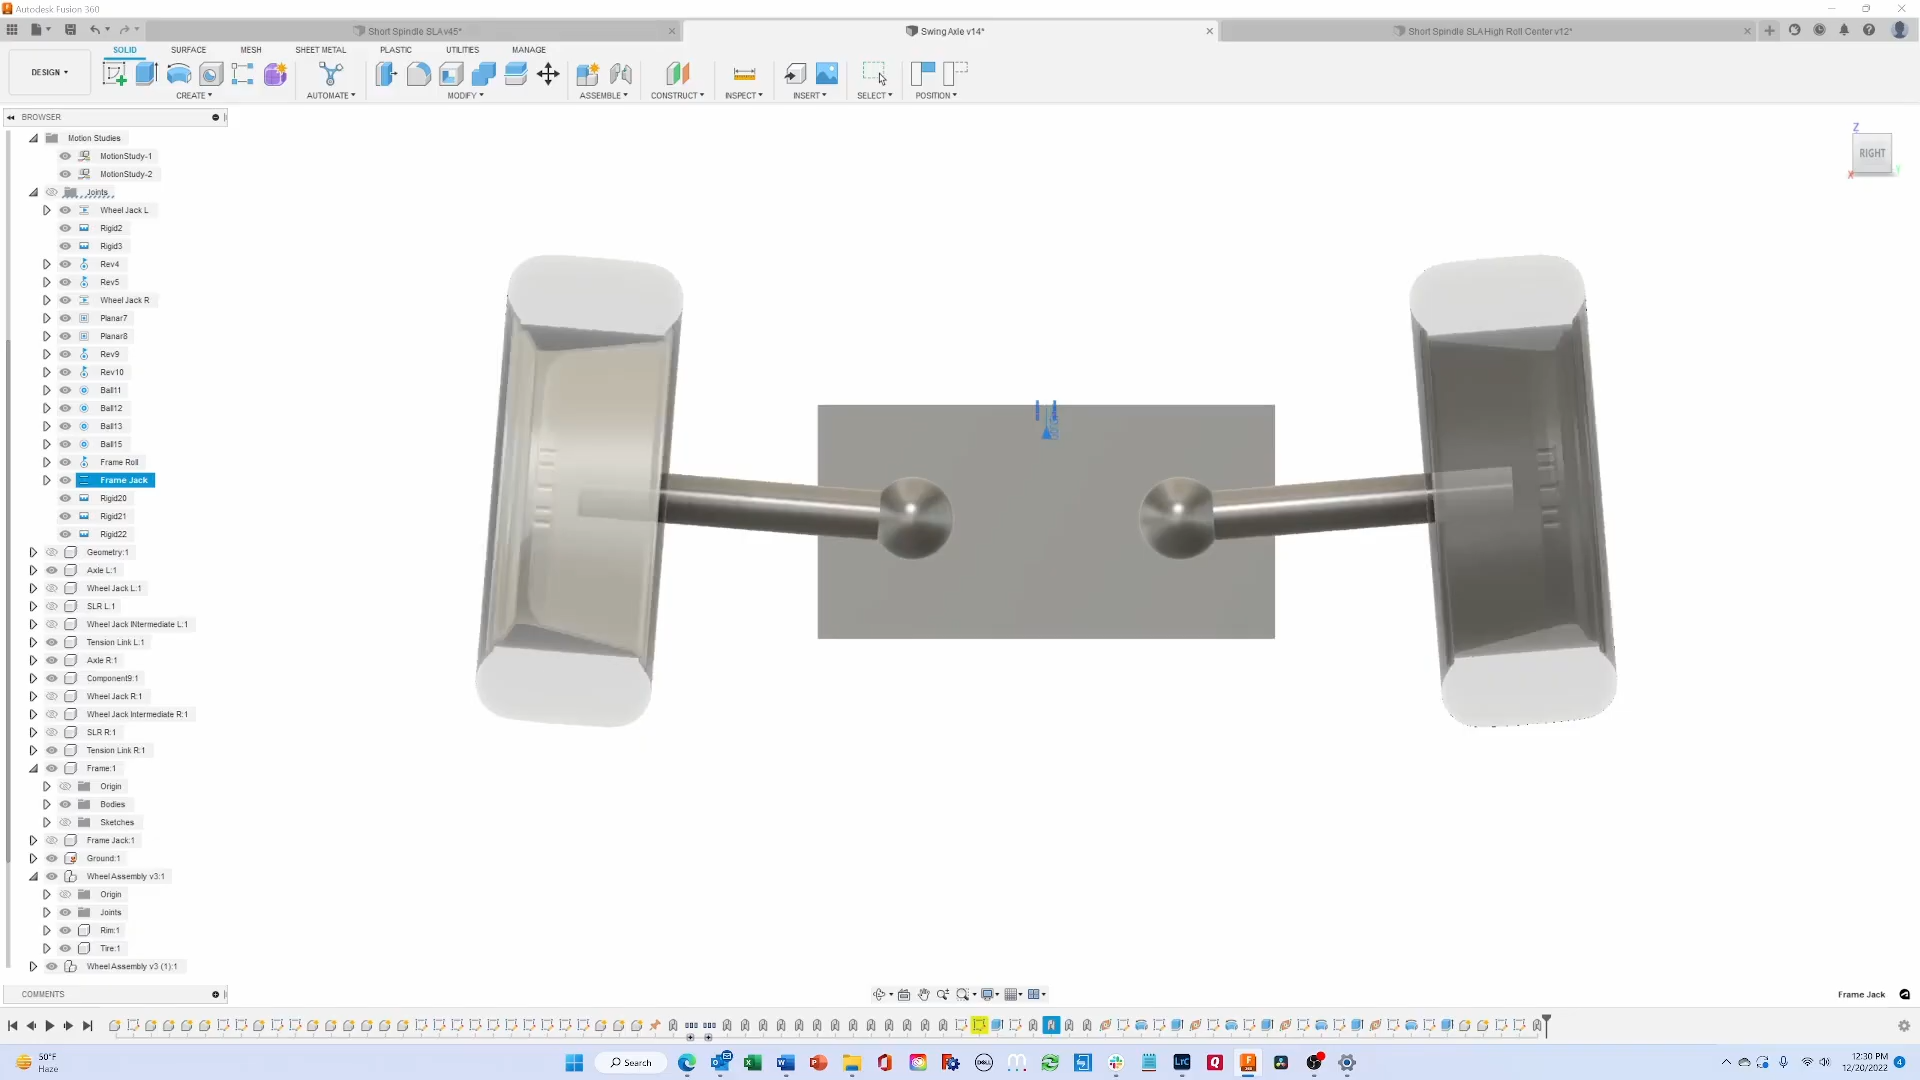 Autodesk Fusion 360
Short Spindle SLA v45*
Swing Axle v14*
Short Spindle SLA High Roll Center v12*
SOLID SURFACE MESH SHEET METAL PLASTIC UTILITIES MANAGE
DESIGN
CREATE AUTOMATE MODIFY ASSEMBLE CONSTRUCT INSPECT INSERT SELECT POSITION
BROWSER
Motion Studies
MotionStudy-1
MotionStudy-2
Joints
Wheel Jack L
Rigid2
Rigid3
Rev4
Rev5
Wheel Jack R
Planar7
Planar8
Rev9
Rev10
Ball11
Ball12
Ball13
Ball15
Frame Roll
Frame Jack
Rigid20
Rigid21
Rigid22
Geometry:1
Axle L:1
Wheel Jack L:1
SLR L:1
Wheel Jack INtermediate L:1
Tension Link L:1
Axle R:1
Component9:1
Wheel Jack R:1
Wheel Jack Intermediate R:1
SLR R:1
Tension Link R:1
Frame:1
Origin
Bodies
Sketches
Frame Jack:1
Ground:1
Wheel Assembly v3:1
Origin
Joints
Rim:1
Tire:1
Wheel Assembly v3 (1):1
Z
RIGHT
X
Y
COMMENTS
Frame Jack
50°F
Haze
Search
12:30 PM
12/20/2022
4